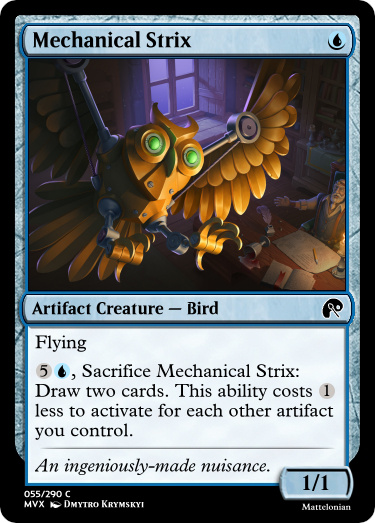 Mechanical Strix
Artifact Creature — Bird
Flying
5, Sacrifice Mechanical Strix:
Draw two cards. This ability costs 1
less to activate for each other artifact
you control.
An ingeniously-made nuisance.
1/1
055/290 C
MVX DMYTRO KRYMSKYI
Mattelonian